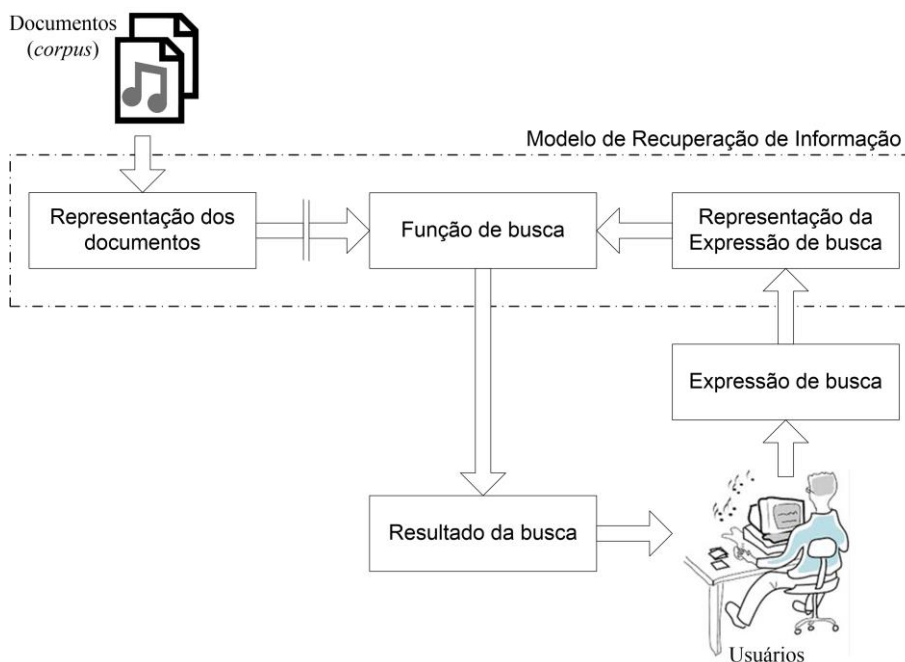 Documentos
(corpus)
Modelo de Recuperação de Informação
Representação dos
documentos
Função de busca
Representação da
Expressão de busca
Expressão de busca
Resultado da busca
Usuários